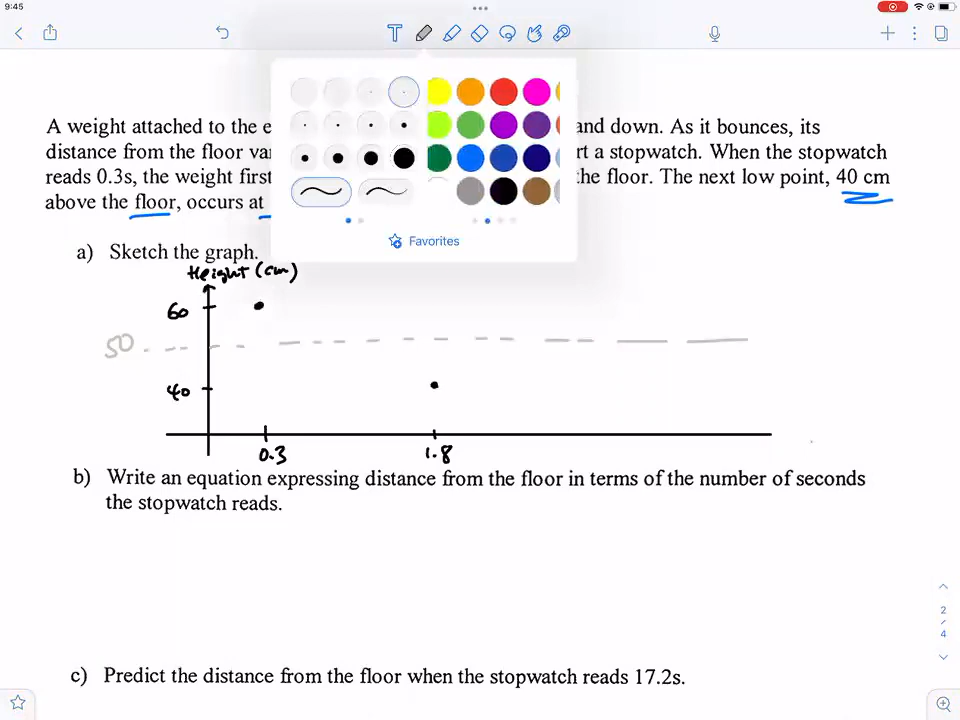 9:45
T
A weight attached to the e and down. As it bounces, its
distance from the floor var rt a stopwatch. When the stopwatch
reads 0.3s, the weight first the floor. The next low point, 40 cm
above the floor, occurs at
Favorites
a) Sketch the graph.
Height (cm)
60
50
40
0.3 1.8
b) Write an equation expressing distance from the floor in terms of the number of seconds
the stopwatch reads.
2
/
4
c) Predict the distance from the floor when the stopwatch reads 17.2s.